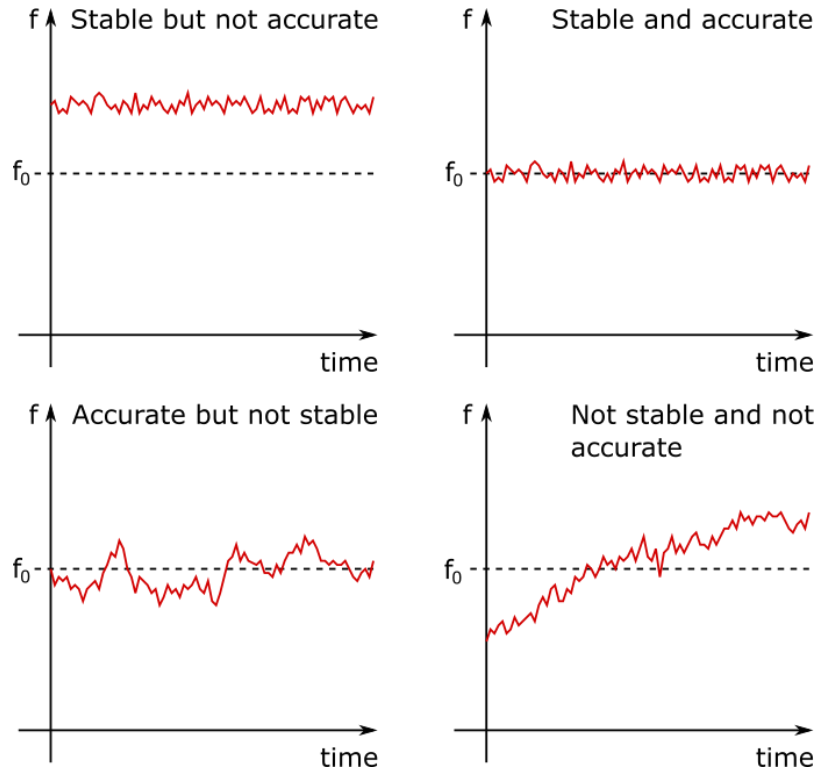 f Stable but not accurate
f₀
time
f Stable and accurate
f₀
time
f Accurate but not stable
f₀
time
f Not stable and not
accurate
f₀
time